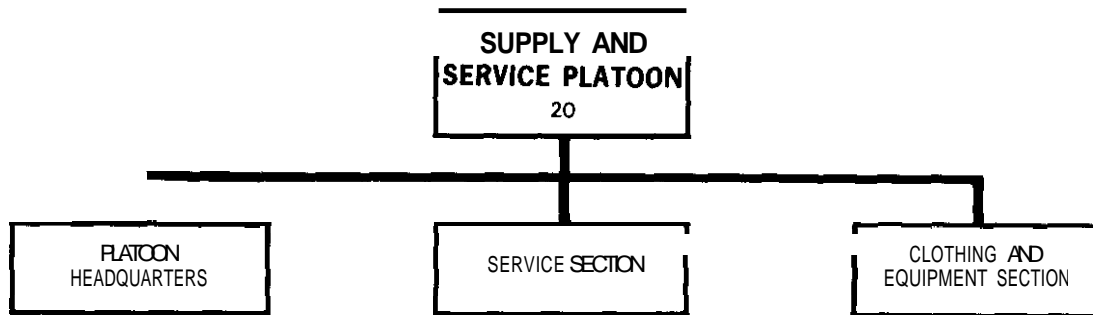 SUPPLY AND
SERVICE PLATOON
20
PLATOON
HEADQUARTERS
SERVICE SECTION
CLOTHING AND
EQUIPMENT SECTION